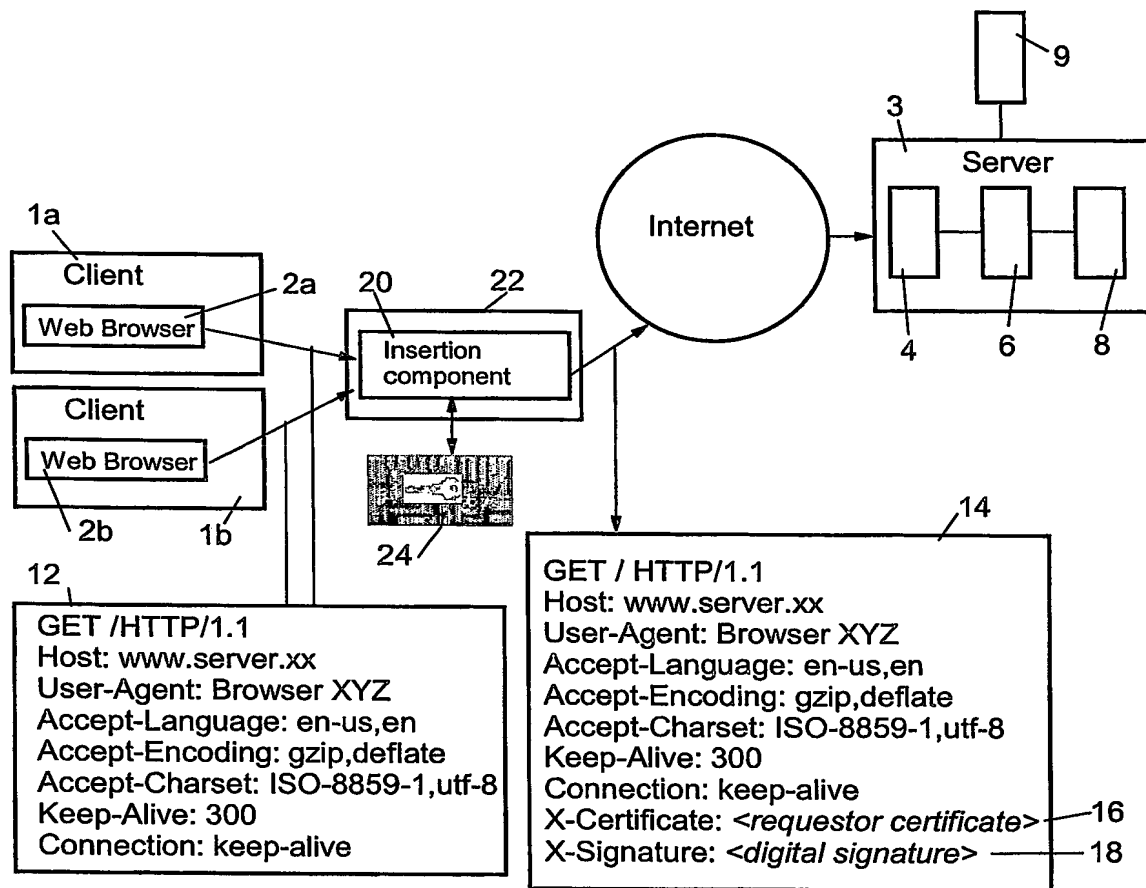 9
3
Server
Internet
4
6
8
1a
Client
2a
Web Browser
20
22
Insertion
component
Client
Web Browser
2b
1b
24
12
GET /HTTP/1.1
Host: www.server.xx
User-Agent: Browser XYZ
Accept-Language: en-us,en
Accept-Encoding: gzip,deflate
Accept-Charset: ISO-8859-1,utf-8
Keep-Alive: 300
Connection: keep-alive
14
GET / HTTP/1.1
Host: www.server.xx
User-Agent: Browser XYZ
Accept-Language: en-us,en
Accept-Encoding: gzip,deflate
Accept-Charset: ISO-8859-1,utf-8
Keep-Alive: 300
Connection: keep-alive
X-Certificate: <requestor certificate>
16
X-Signature: <digital signature>
18